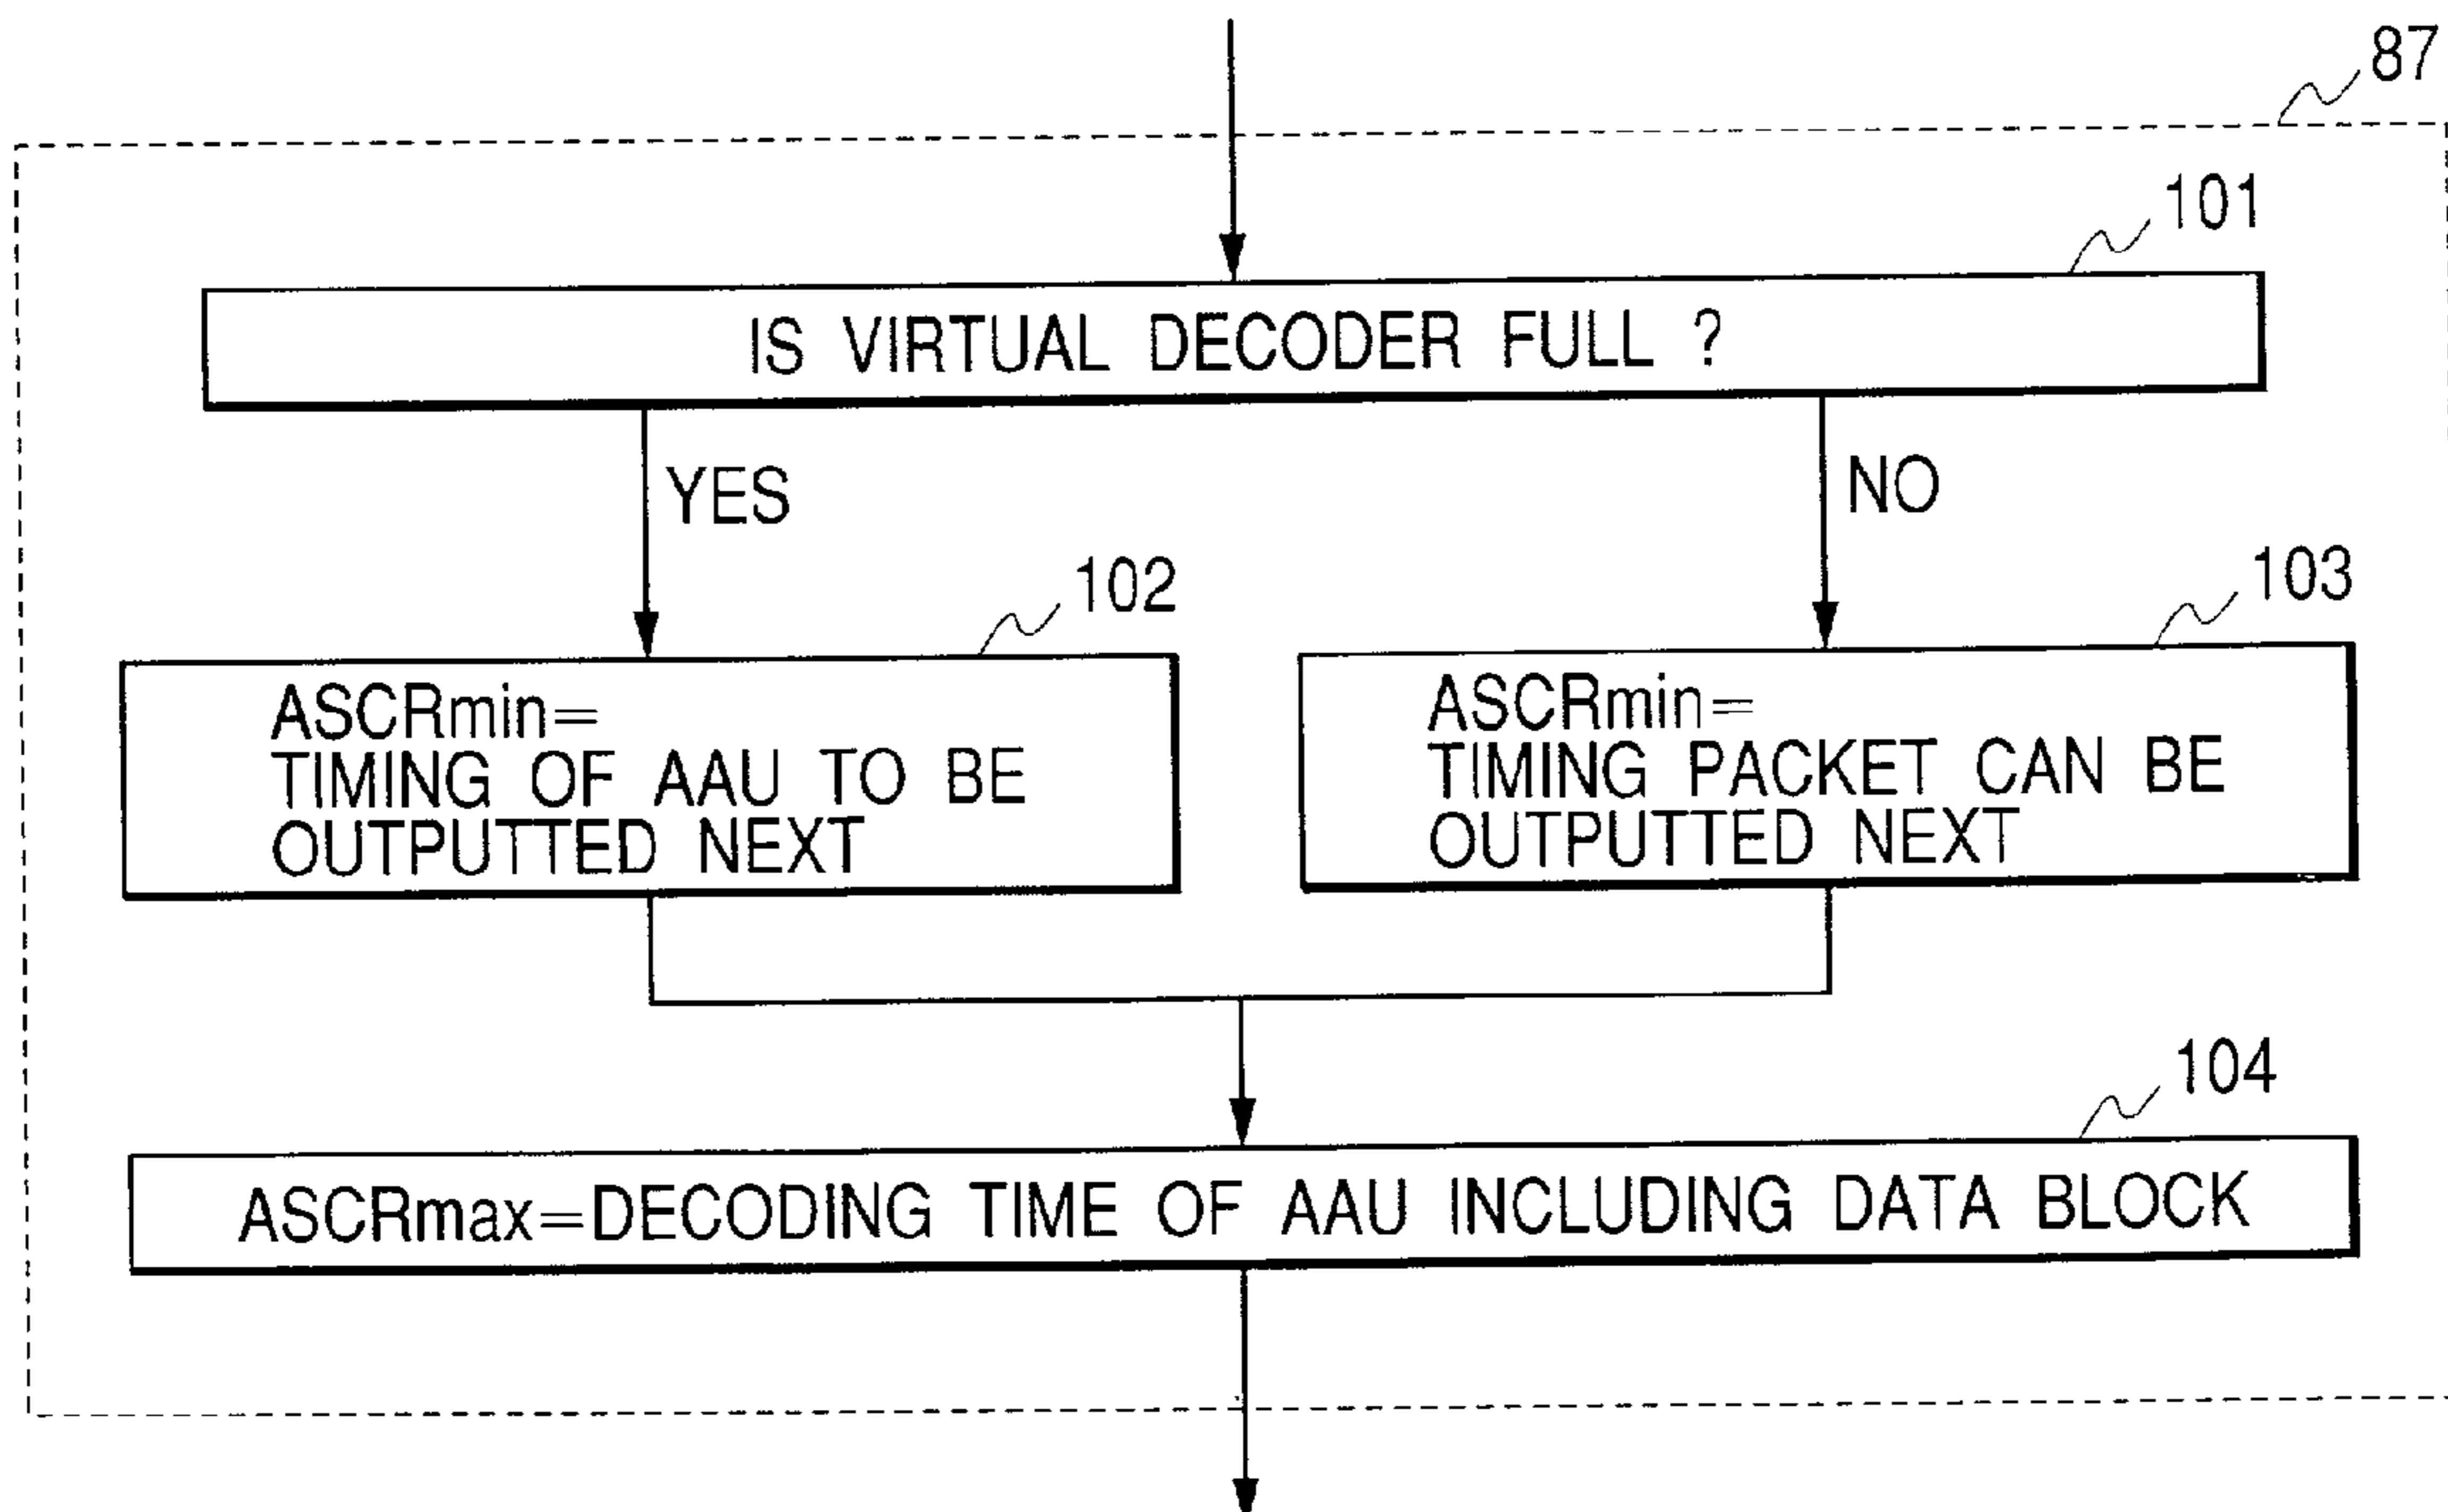 87
101
IS VIRTUAL DECODER FULL ?
YES
NO
102
103
ASCRmin=
TIMING OF AAU TO BE
OUTPUTTED NEXT
ASCRmin=
TIMING PACKET CAN BE
OUTPUTTED NEXT
104
ASCRmax=DECODING TIME OF AAU INCLUDING DATA BLOCK